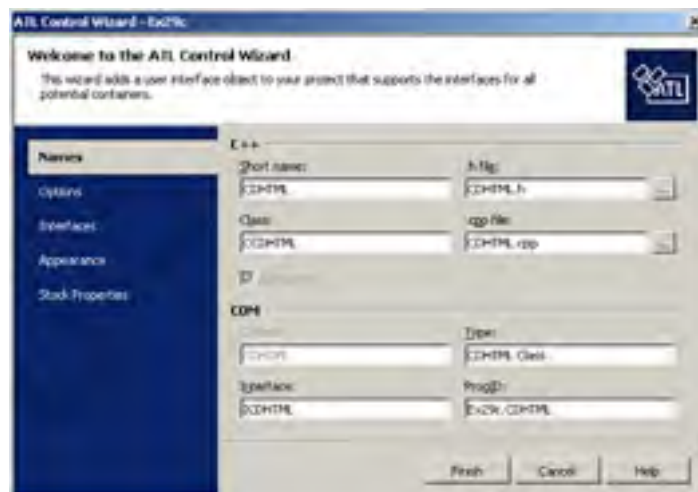 ATL Control Wizard - Ex29c
Welcome to the ATL Control Wizard
This wizard adds a user interface object to your project that supports the interfaces for all
potential containers.
ATL
Names
Options
Interfaces
Appearance
Stock Properties
C++
Short name:
.h file:
CDHTML
CDHTML.h
...
Class:
.cpp file:
CCDHTML
CDHTML.cpp
...
COM
Type:
CDHTML Class
Interface:
ProgID:
ICDHTML
Ex29c.CDHTML
Finish
Cancel
Help